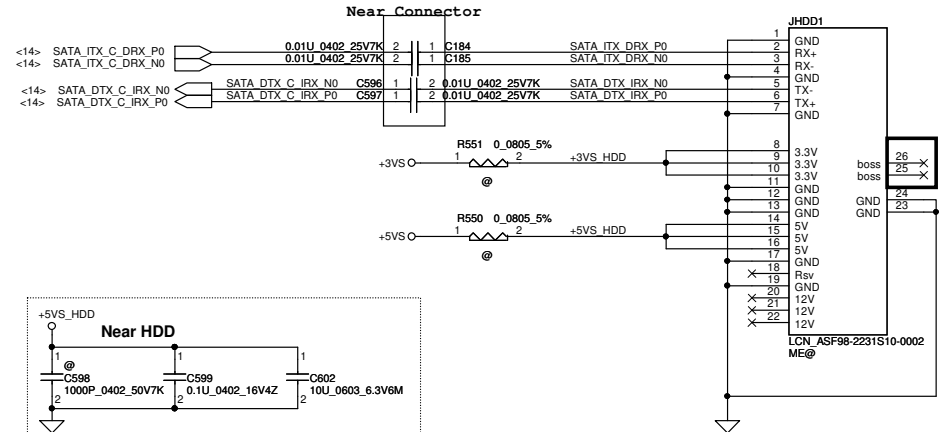 Near Connector
JHDD1
<14> SATA_ITX_C_DRX_P0 0.01U_0402_25V7K 2 1 C184 SATA_ITX_DRX_P0
<14> SATA_ITX_C_DRX_N0 0.01U_0402_25V7K 2 1 C185 SATA_ITX_DRX_N0
<14> SATA_DTX_C_IRX_N0 SATA_DTX_C_IRX_N0 C596 1 2 0.01U_0402_25V7K SATA_DTX_IRX_N0
<14> SATA_DTX_C_IRX_P0 SATA_DTX_C_IRX_P0 C597 1 2 0.01U_0402_25V7K SATA_DTX_IRX_P0
1 GND
2 RX+
3 RX-
4 GND
5 TX-
6 TX+
7 GND
R551 0_0805_5%
+3VS 1 2 +3VS_HDD
@
8 3.3V
9 3.3V
10 3.3V
11 GND
12 GND
13 GND
boss 26
boss 25
GND 24
GND 23
R550 0_0805_5%
+5VS 1 2 +5VS_HDD
@
14 5V
15 5V
16 5V
17 GND
18 Rsv
19 GND
20 12V
21 12V
22 12V
LCN_ASF98-2231S10-0002
ME@
+5VS_HDD
Near HDD
1 1 1
@
C598 C599 C602
1000P_0402_50V7K 0.1U_0402_16V4Z 10U_0603_6.3V6M
2 2 2